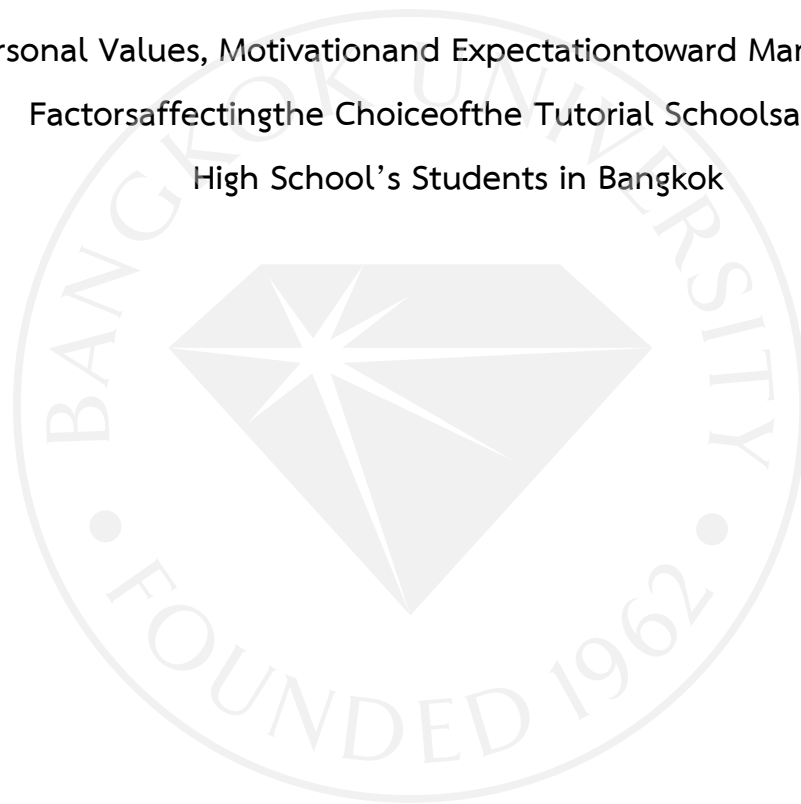 rsonal Values, Motivationand Expectationtoward Mar
Factorsaffectingthe Choiceofthe Tutorial Schoolsa
High School’s Students in Bangkok
BANGKOK UNIVERSITY
• FOUNDED 1962 •